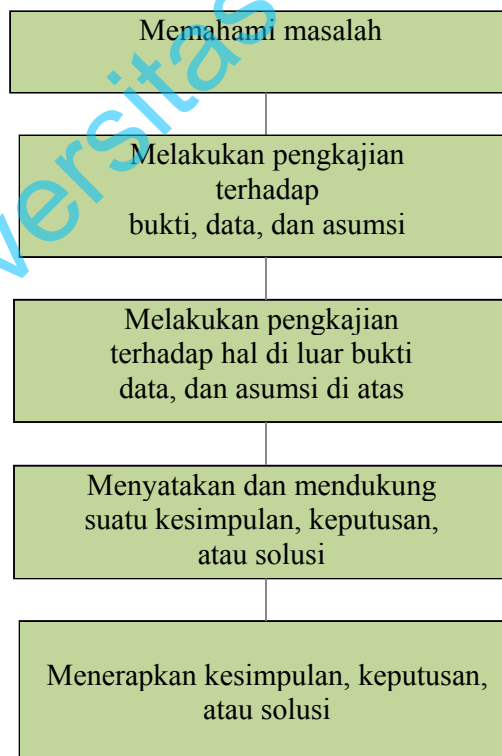 Memahami masalah
Melakukan pengkajian
terhadap
bukti, data, dan asumsi
Melakukan pengkajian
terhadap hal di luar bukti
data, dan asumsi di atas
Menyatakan dan mendukung
suatu kesimpulan, keputusan,
atau solusi
Menerapkan kesimpulan, keputusan,
atau solusi
versitas